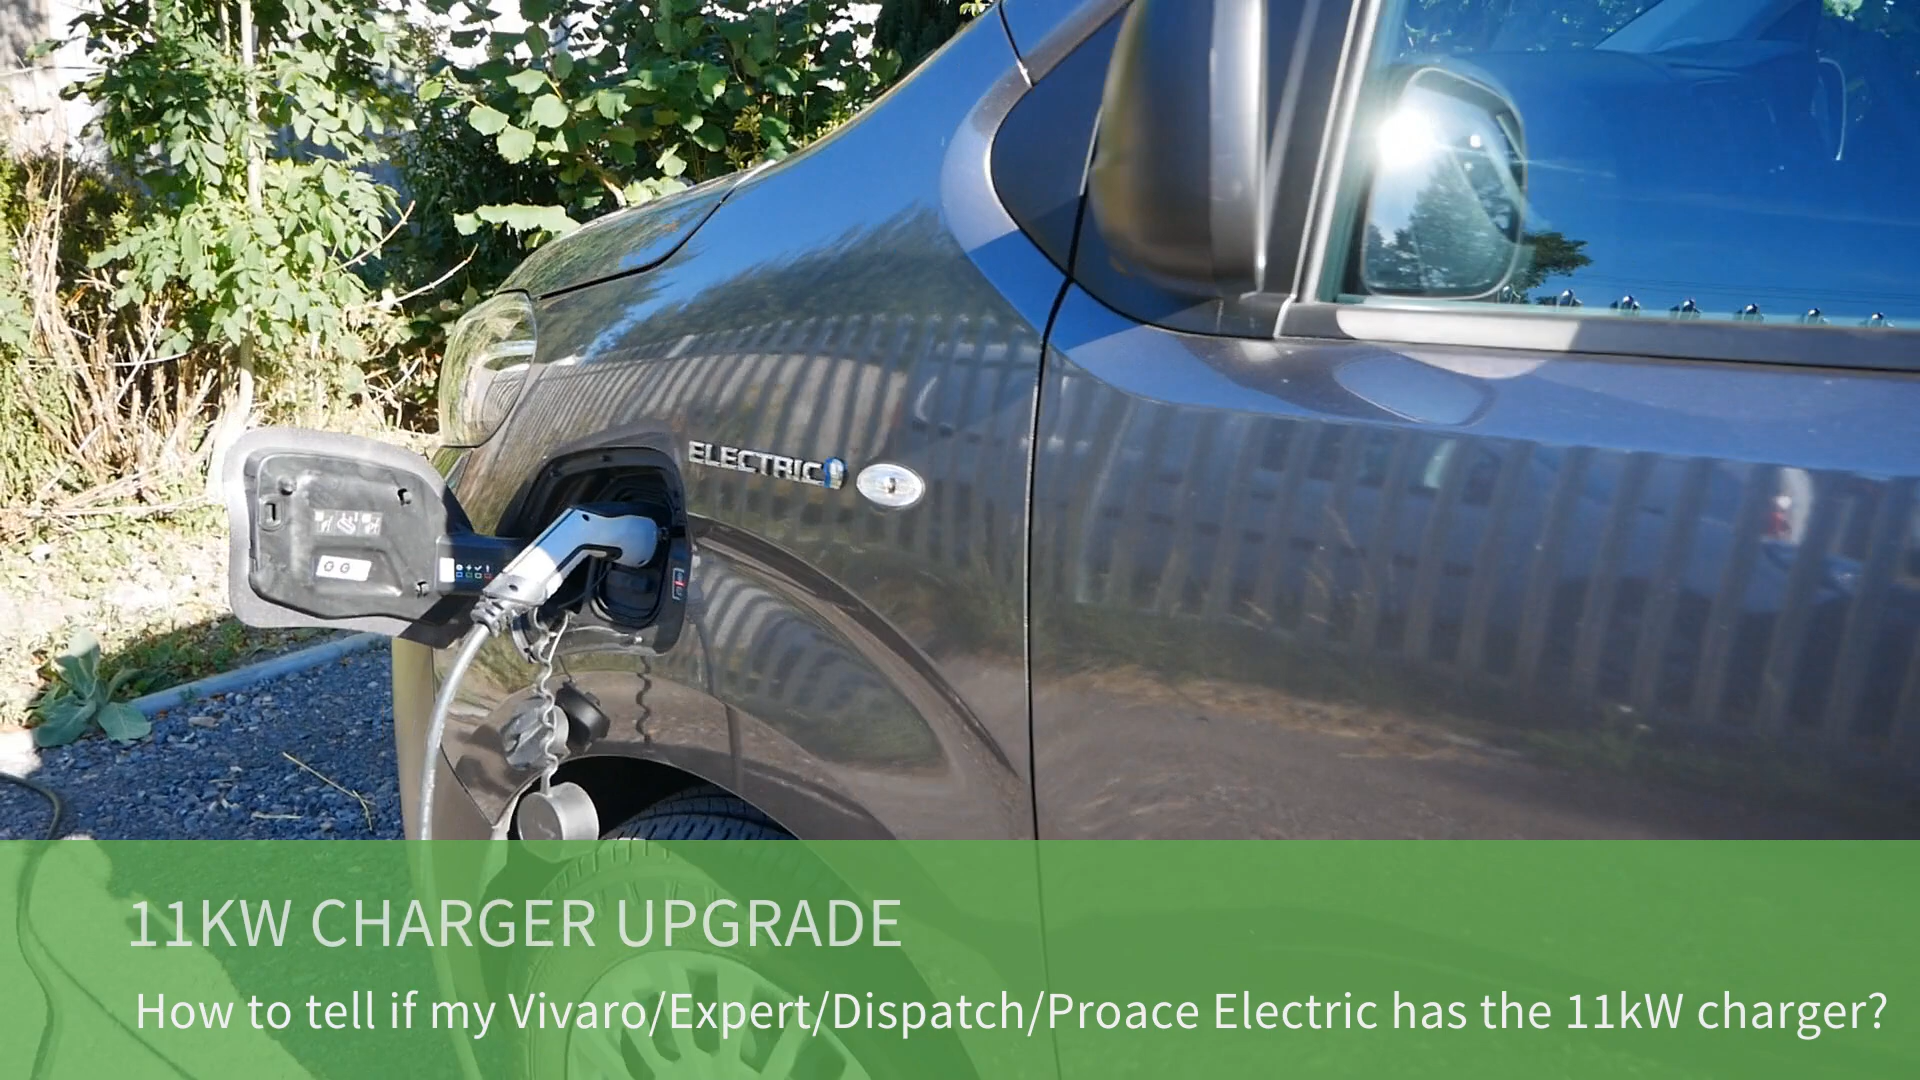 ELECTRIC
11KW CHARGER UPGRADE
How to tell if my Vivaro/Expert/Dispatch/Proace Electric has the 11kW charger?